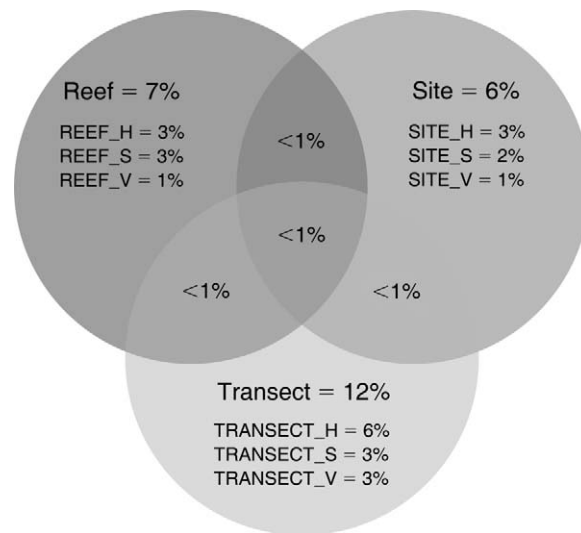 Reef = 7%
REEF_H = 3%
REEF_S = 3%
REEF_V = 1%
Site = 6%
SITE_H = 3%
SITE_S = 2%
SITE_V = 1%
<1%
<1%
<1%
<1%
Transect = 12%
TRANSECT_H = 6%
TRANSECT_S = 3%
TRANSECT_V = 3%